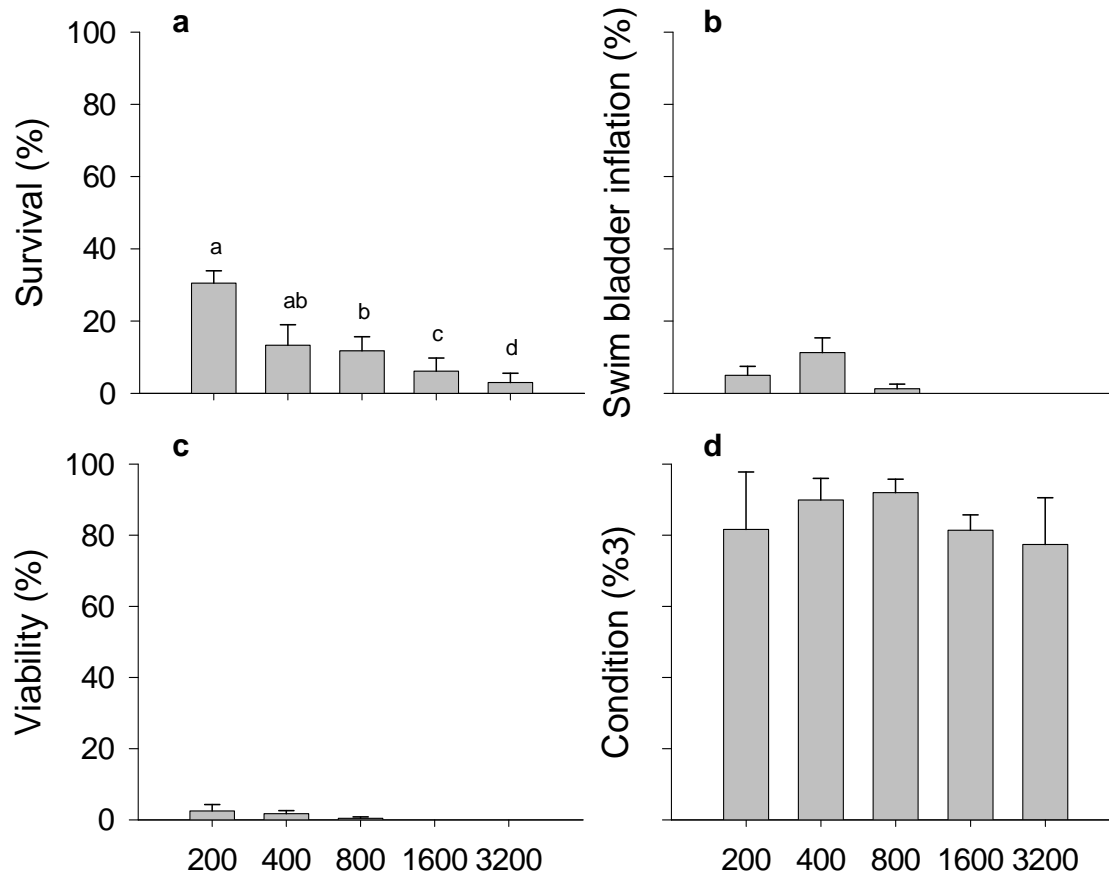 a
100
80
60
40
20
0
Survival (%)
a
ab
b
c
d
b
Swim bladder inflation (%)
c
100
80
60
40
20
0
Viability (%)
200 400 800 1600 3200
d
Condition (%3)
200 400 800 1600 3200